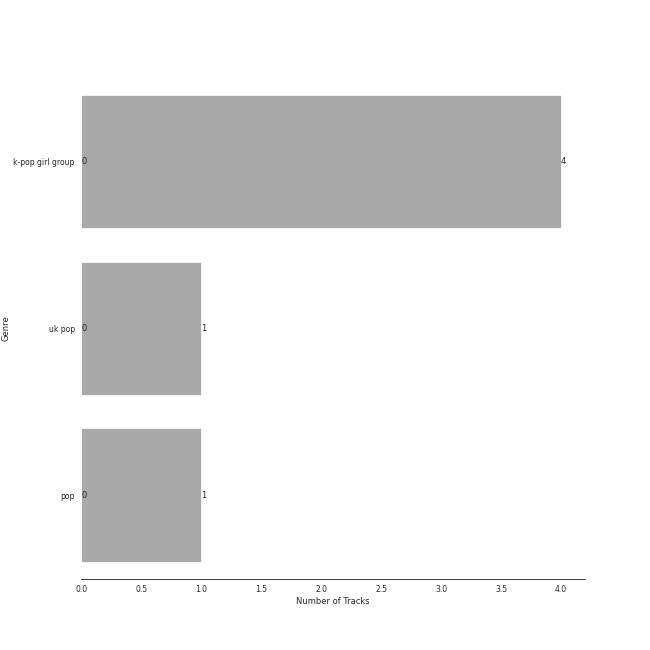 k-pop girl group 0 4
uk pop 0 1
pop 0 1
Genre
0.0 0.5 1.0 1.5 2.0 2.5 3.0 3.5 4.0
Number of Tracks